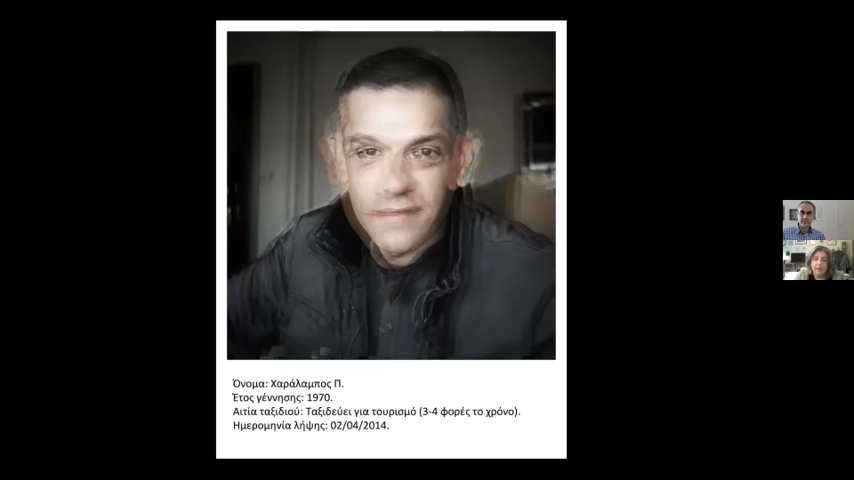 Όνομα: Χαράλαμπος Π.
Έτος γέννησης: 1970.
Αιτία ταξιδιού: Ταξιδεύει για τουρισμό (3-4 φορές το χρόνο).
Ημερομηνία λήψης: 02/04/2014.